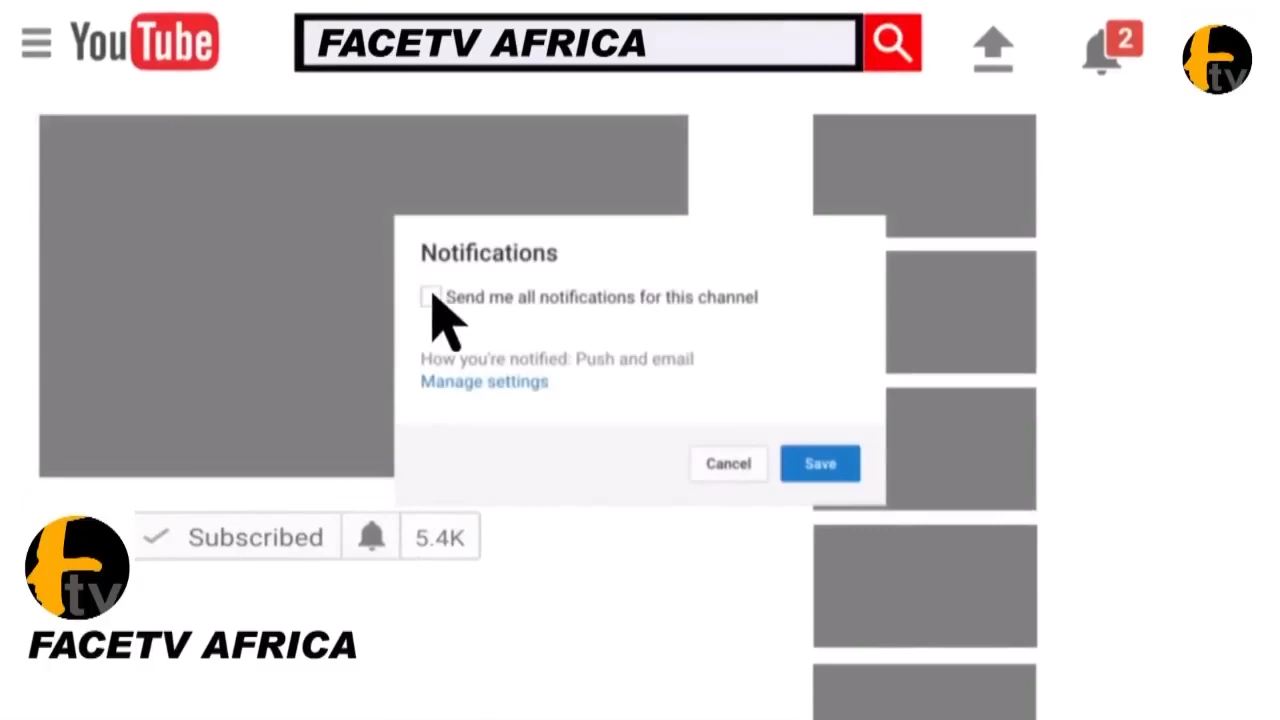 YouTube
FACETV AFRICA
2
tv
Notifications
Send me all notifications for this channel
How you're notified: Push and email
Manage settings
Cancel
Save
Subscribed
5.4K
tv
FACETV AFRICA